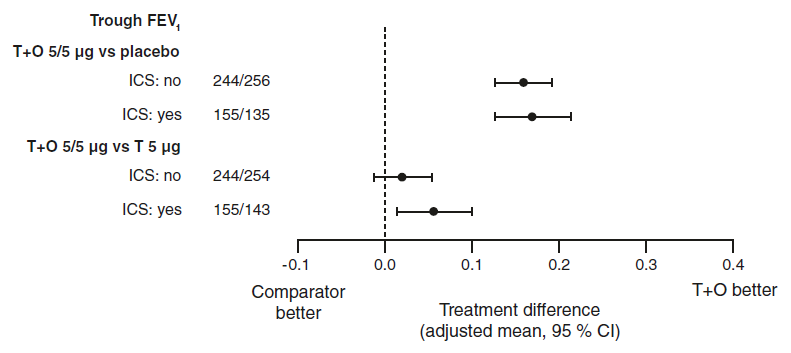 Trough FEV1
T+O 5/5 µg vs placebo
ICS: no 244/256
ICS: yes 155/135
T+O 5/5 µg vs T 5 µg
ICS: no 244/254
ICS: yes 155/143
-0.1 0.0 0.1 0.2 0.3 0.4
Comparator
better
T+O better
Treatment difference
(adjusted mean, 95 % CI)